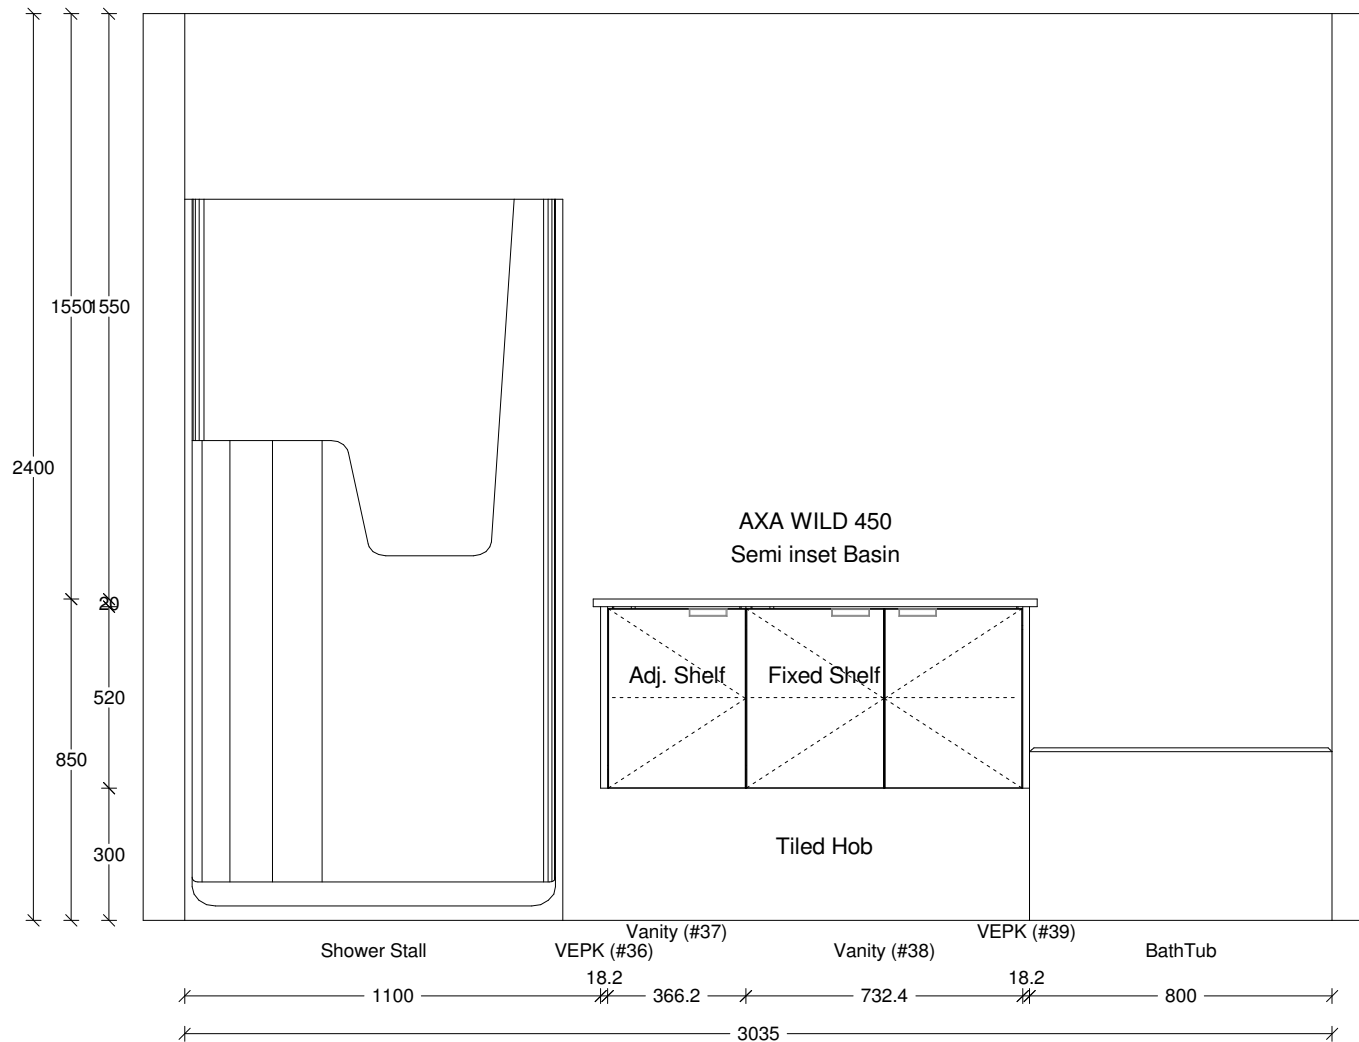 1550
1550
2400
AXA WILD 450
Semi inset Basin
20
Adj. Shelf
Fixed Shelf
520
850
Tiled Hob
300
Vanity (#37)
VEPK (#39)
Shower Stall
VEPK (#36)
Vanity (#38)
BathTub
18.2
18.2
1100
366.2
732.4
800
3035